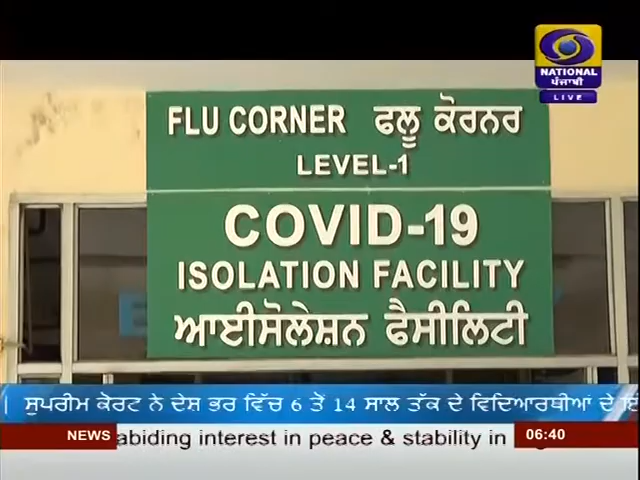 NATIONAL
ਪੰਜਾਬੀ
LIVE
FLU CORNER ਫਲੂ ਕੋਰਨਰ
LEVEL-1
COVID-19
ISOLATION FACILITY
ਆਈਸੋਲੇਸ਼ਨ ਫੈਸੀਲਿਟੀ
ਸੁਪਰੀਮ ਕੋਰਟ ਨੇ ਦੇਸ਼ ਭਰ ਵਿੱਚ 6 ਤੋਂ 14 ਸਾਲ ਤੱਕ ਦੇ ਵਿਦਿਆਰਥੀਆਂ ਦੇ
NEWS abiding interest in peace & stability in 06:40